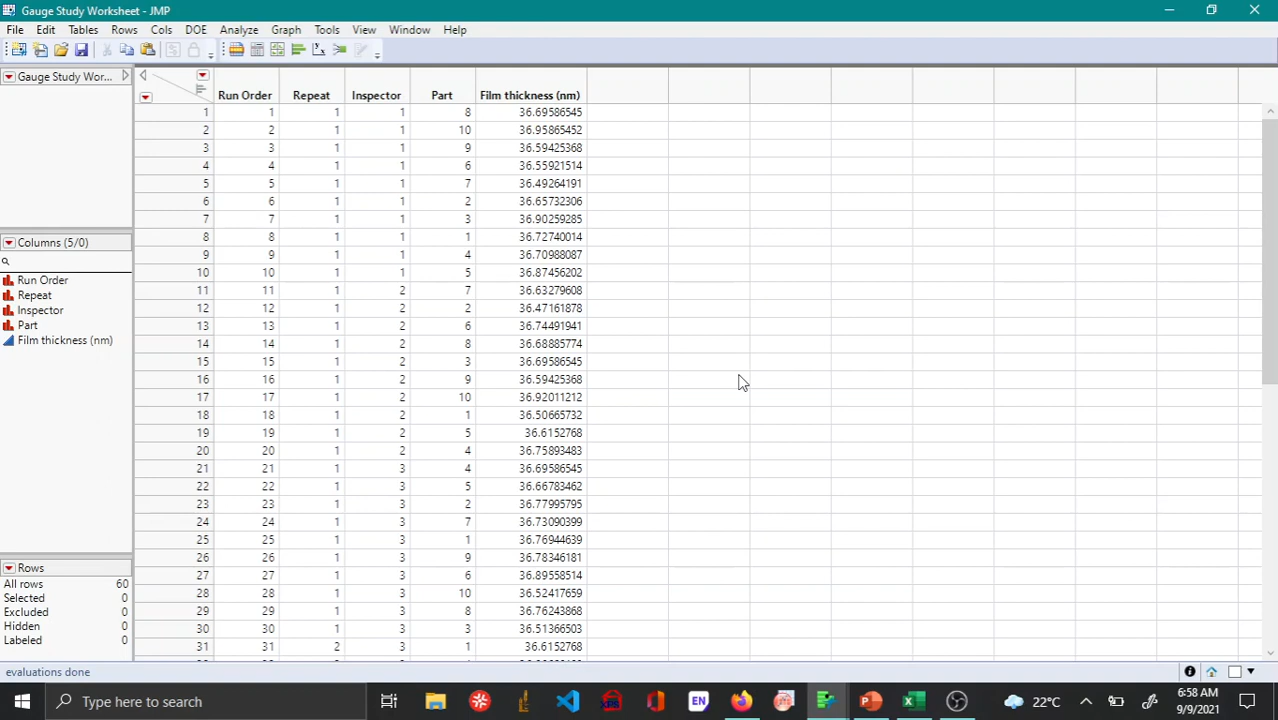 Gauge Study Worksheet - JMP
File Edit Tables Rows Cols DOE Analyze Graph Tools View Window Help
Gauge Study Wor...
Columns (5/0)
Run Order
Repeat
Inspector
Part
Film thickness (nm)
Rows
All rows 60
Selected 0
Excluded 0
Hidden 0
Labeled 0
Run Order Repeat Inspector Part Film thickness (nm)
1 1 1 1 8 36.69586545
2 2 1 1 10 36.95865452
3 3 1 1 9 36.59425368
4 4 1 1 6 36.55921514
5 5 1 1 7 36.49264191
6 6 1 1 2 36.65732306
7 7 1 1 3 36.90259285
8 8 1 1 1 36.72740014
9 9 1 1 4 36.70988087
10 10 1 1 5 36.87456202
11 11 1 2 7 36.63279608
12 12 1 2 2 36.47161878
13 13 1 2 6 36.74491941
14 14 1 2 8 36.68885774
15 15 1 2 3 36.69586545
16 16 1 2 9 36.59425368
17 17 1 2 10 36.92011212
18 18 1 2 1 36.50665732
19 19 1 2 5 36.6152768
20 20 1 2 4 36.75893483
21 21 1 3 4 36.69586545
22 22 1 3 5 36.66783462
23 23 1 3 2 36.77995795
24 24 1 3 7 36.73090399
25 25 1 3 1 36.76944639
26 26 1 3 9 36.78346181
27 27 1 3 6 36.89558514
28 28 1 3 10 36.52417659
29 29 1 3 8 36.76243868
30 30 1 3 3 36.51366503
31 31 2 3 1 36.6152768
evaluations done
Type here to search
EN
22°C
6:58 AM
9/9/2021